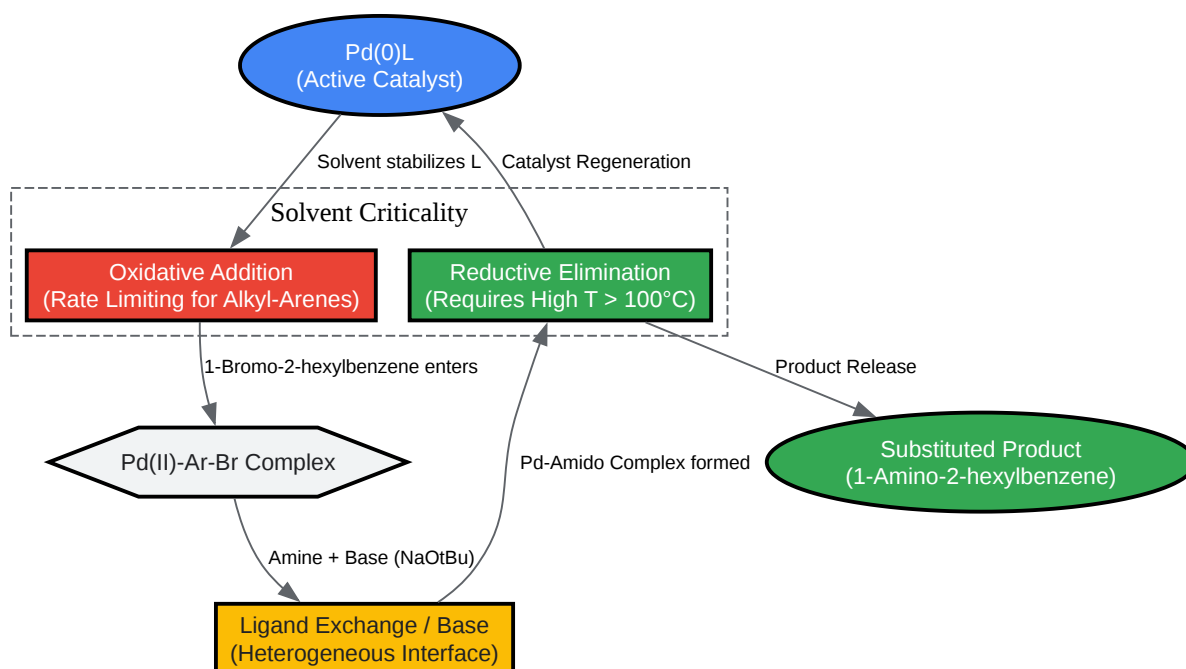 Pd(0)L
(Active Catalyst)
Solvent stabilizes L
Catalyst Regeneration
Solvent Criticality
Oxidative Addition
(Rate Limiting for Alkyl-Arenes)
Reductive Elimination
(Requires High T > 100°C)
1-Bromo-2-hexylbenzene enters
Product Release
Pd(II)-Ar-Br Complex
Pd-Amido Complex formed
Substituted Product
(1-Amino-2-hexylbenzene)
Amine + Base (NaOtBu)
Ligand Exchange / Base
(Heterogeneous Interface)